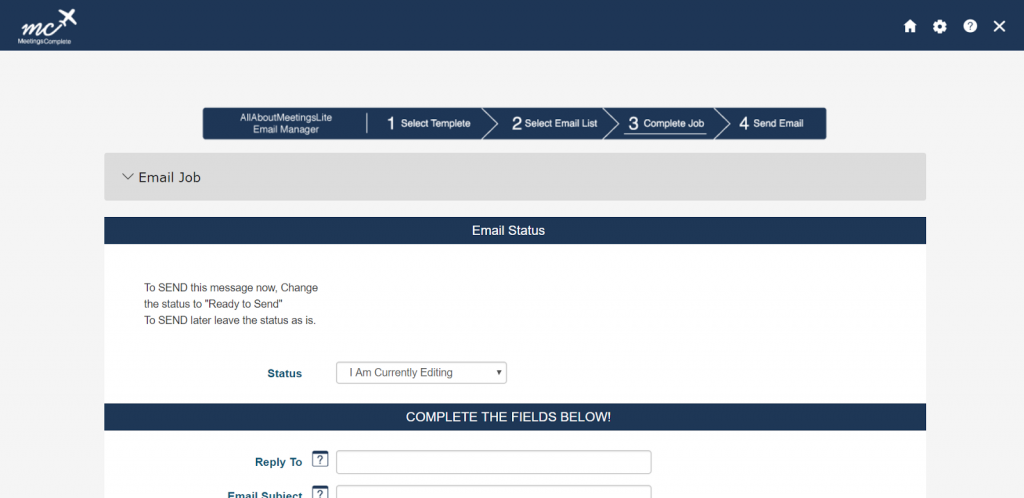 mc
MeetingsComplete
AllAboutMeetingsLite
Email Manager
1 Select Templete
2 Select Email List
3 Complete Job
4 Send Email
Email Job
Email Status
To SEND this message now, Change
the status to "Ready to Send"
To SEND later leave the status as is.
Status
I Am Currently Editing
COMPLETE THE FIELDS BELOW!
Reply To ?
Email Subject ?